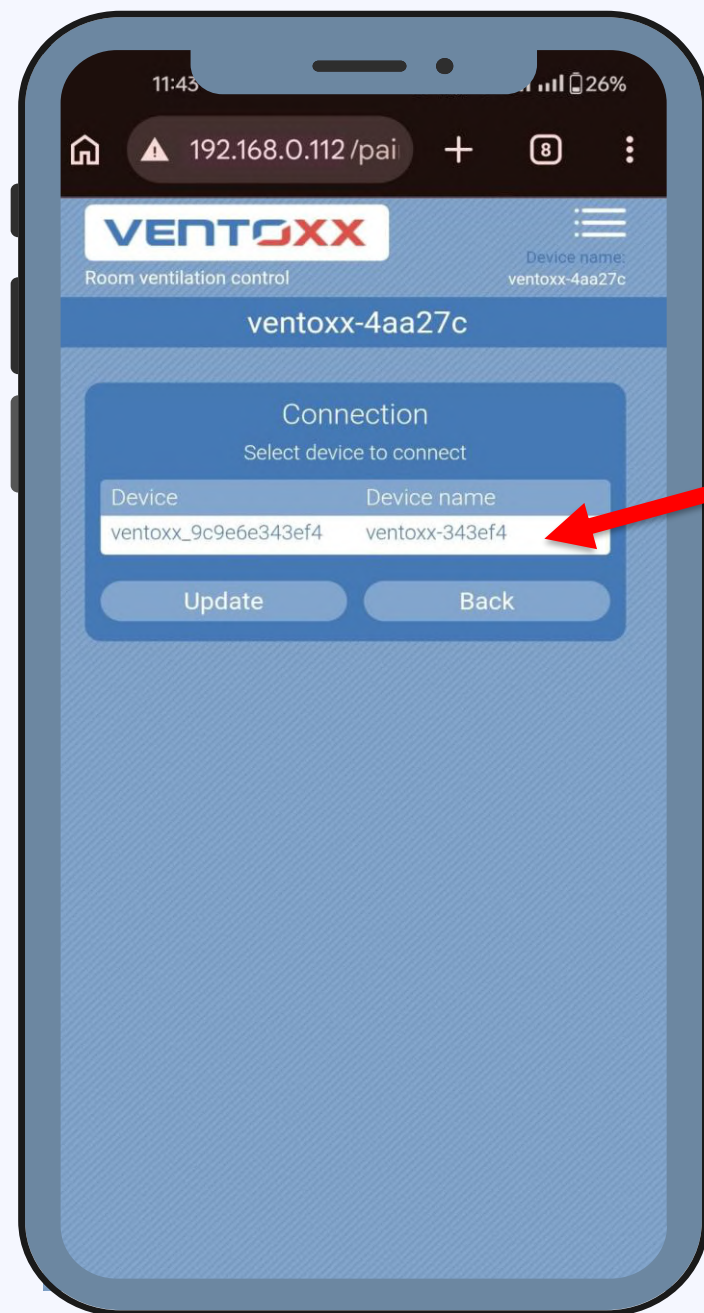 11:43
26%
192.168.0.112/pai
8
VENTOXX
Room ventilation control
Device name:
ventoxx-4aa27c
ventoxx-4aa27c
Connection
Select device to connect
Device Device name
ventoxx_9c9e6e343ef4 ventoxx-343ef4
Update Back